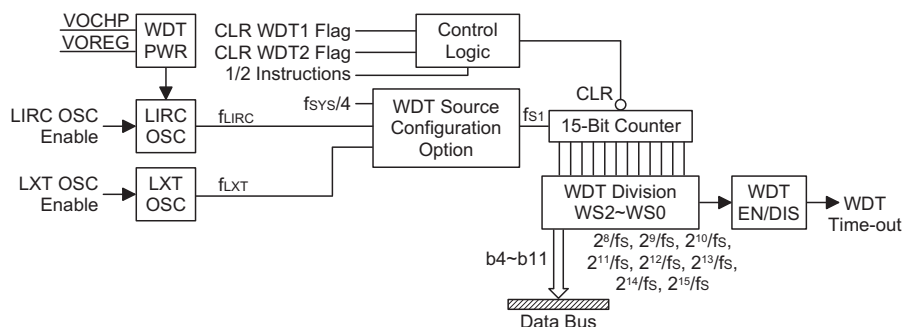 VOCHP
VOREG
WDT
PWR
CLR WDT1 Flag
CLR WDT2 Flag
1/2 Instructions
Control
Logic
CLR
LIRC OSC
Enable
LIRC
OSC
fLIRC
fSYS/4
WDT Source
Configuration
Option
fS1
15-Bit Counter
LXT OSC
Enable
LXT
OSC
fLXT
WDT Division
WS2~WS0
WDT
EN/DIS
WDT
Time-out
b4~b11
2⁸/fS, 2⁹/fS, 2¹⁰/fS,
2¹¹/fS, 2¹²/fS, 2¹³/fS,
2¹⁴/fS, 2¹⁵/fS
Data Bus